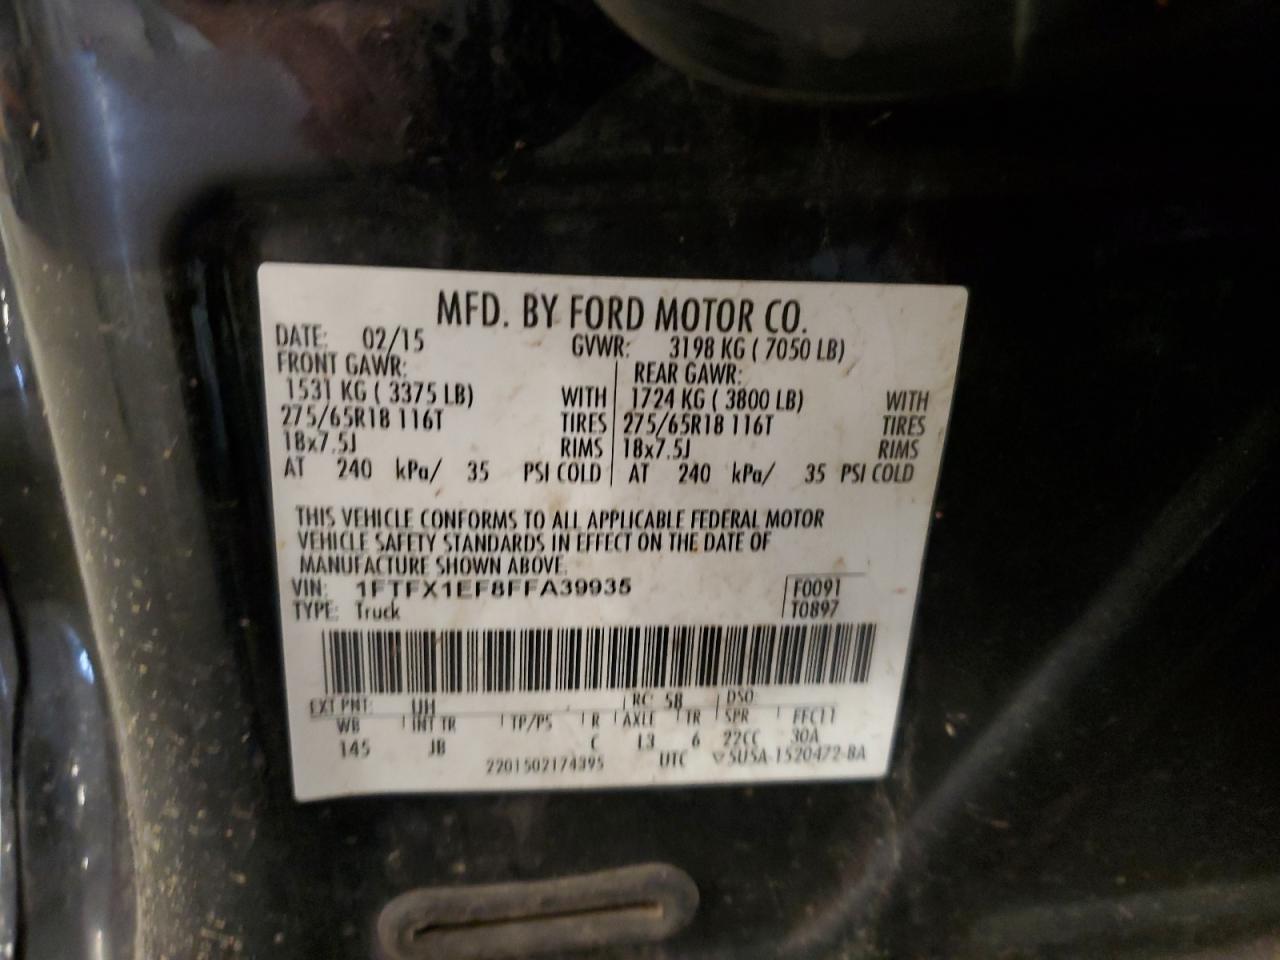 MFD. BY FORD MOTOR CO.
DATE: 02/15 GVWR: 3198 KG ( 7050 LB)
FRONT GAWR: REAR GAWR:
1531 KG ( 3375 LB) WITH 1724 KG ( 3800 LB) WITH
275/65R18 116T TIRES 275/65R18 116T TIRES
18x7.5J RIMS 18x7.5J RIMS
AT 240 kPa/ 35 PSI COLD AT 240 kPa/ 35 PSI COLD
THIS VEHICLE CONFORMS TO ALL APPLICABLE FEDERAL MOTOR
VEHICLE SAFETY STANDARDS IN EFFECT ON THE DATE OF
MANUFACTURE SHOWN ABOVE.
VIN: 1FTFX1EF8FFA39935 F0091
TYPE: Truck T0897
EXT PNT: UH RC: 58 DSO:
WB INT TR TP/PS R AXLE TR SPR FFC11
145 JB C L3 6 22CC 30A
2201502174395 UTC ▽5U5A-1520472-BA